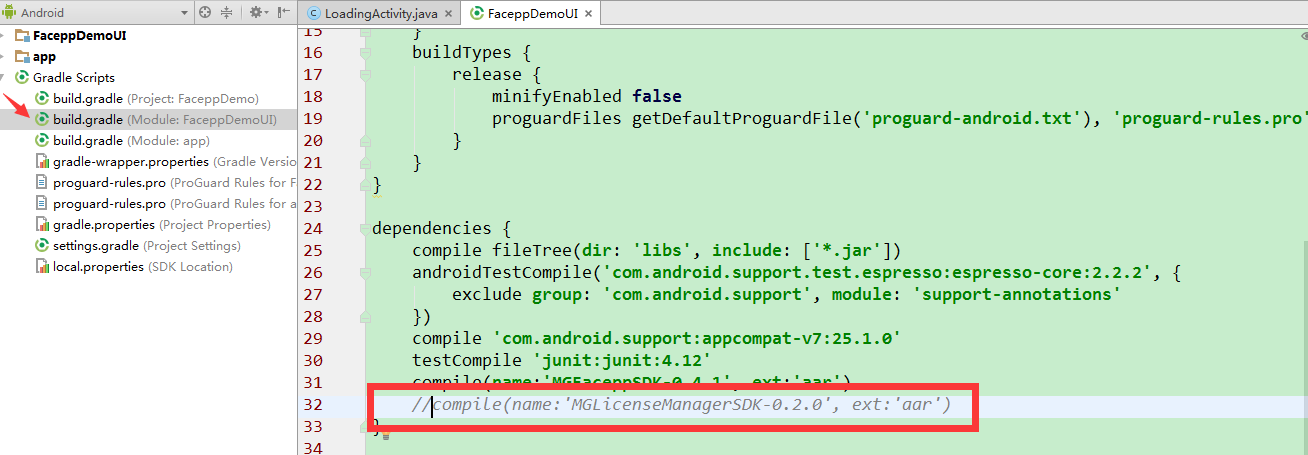 Android
LoadingActivity.java
FaceppDemoUI
FaceppDemoUI
app
Gradle Scripts
build.gradle (Project: FaceppDemo)
build.gradle (Module: FaceppDemoUI)
build.gradle (Module: app)
gradle-wrapper.properties (Gradle Versio
proguard-rules.pro (ProGuard Rules for F
proguard-rules.pro (ProGuard Rules for a
gradle.properties (Project Properties)
settings.gradle (Project Settings)
local.properties (SDK Location)
15 }
16 buildTypes {
17 release {
18 minifyEnabled false
19 proguardFiles getDefaultProguardFile('proguard-android.txt'), 'proguard-rules.pro'
20 }
21 }
22 }
23
24 dependencies {
25 compile fileTree(dir: 'libs', include: ['*.jar'])
26 androidTestCompile('com.android.support.test.espresso:espresso-core:2.2.2', {
27 exclude group: 'com.android.support', module: 'support-annotations'
28 })
29 compile 'com.android.support:appcompat-v7:25.1.0'
30 testCompile 'junit:junit:4.12'
31 compile(name:'MGFaceppSDK-0.4.1', ext:'aar')
32 //compile(name:'MGLicenseManagerSDK-0.2.0', ext:'aar')
33 }
34